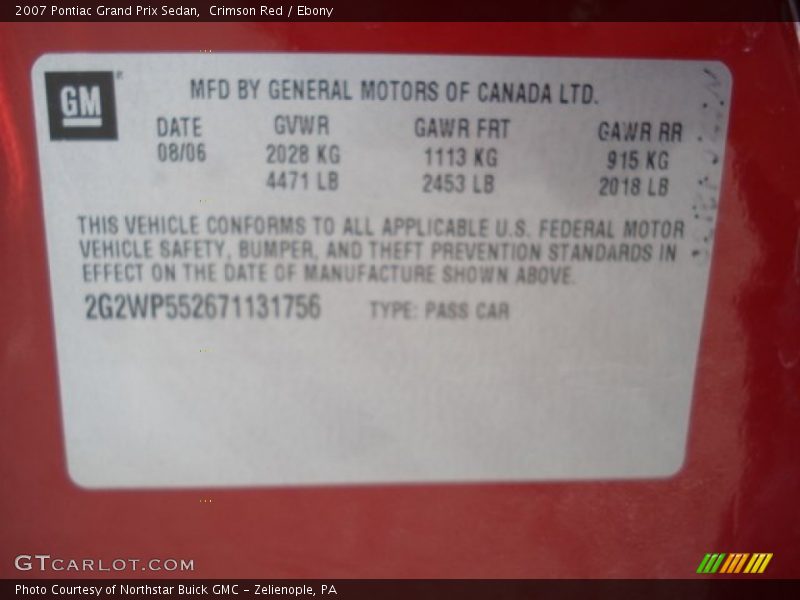 2007 Pontiac Grand Prix Sedan,  Crimson Red / Ebony
GM
MFD BY GENERAL MOTORS OF CANADA LTD.
DATE GVWR GAWR FRT GAWR RR
08/06 2028 KG 1113 KG 915 KG
4471 LB 2453 LB 2018 LB
THIS VEHICLE CONFORMS TO ALL APPLICABLE U.S. FEDERAL MOTOR
VEHICLE SAFETY, BUMPER, AND THEFT PREVENTION STANDARDS IN
EFFECT ON THE DATE OF MANUFACTURE SHOWN ABOVE.
2G2WP552671131756 TYPE: PASS CAR
GTCARLOT.COM
Photo Courtesy of Northstar Buick GMC - Zelienople, PA